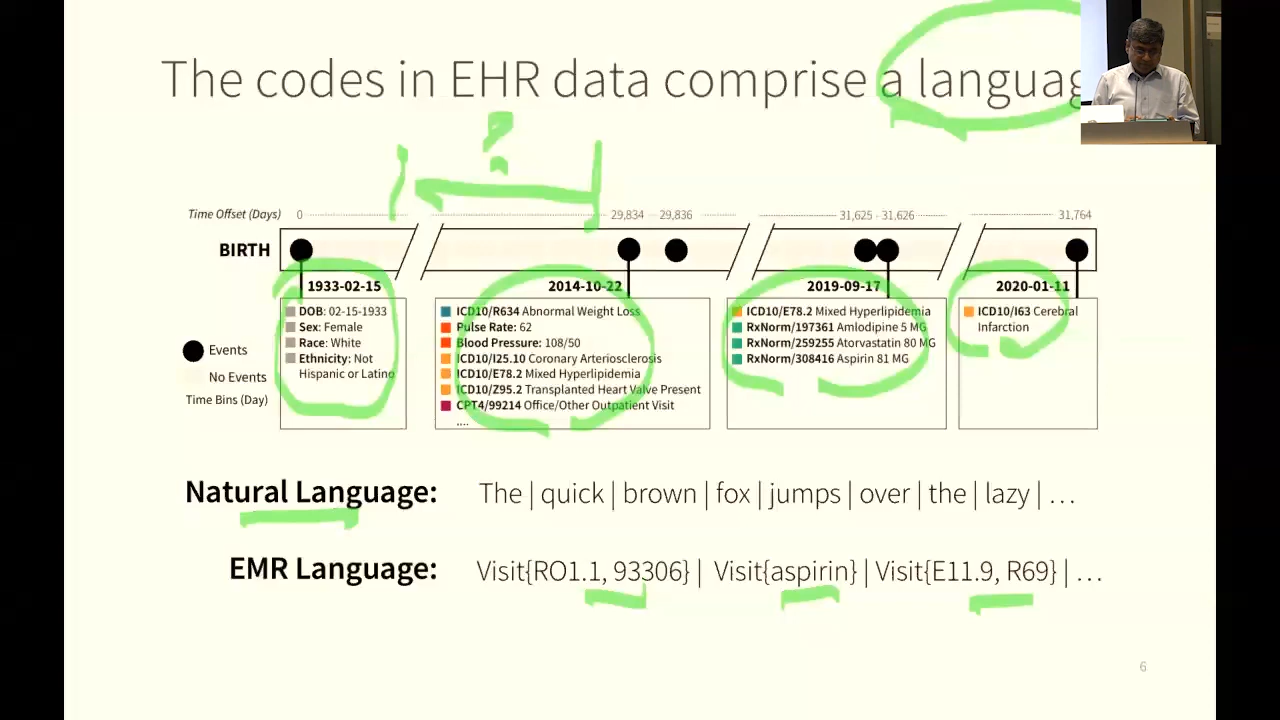 The codes in EHR data comprise a languag
?
Time Offset (Days) 0 29,834 29,836 31,625 - 31,626 31,764
BIRTH
1933-02-15 2014-10-22 2019-09-17 2020-01-11
DOB: 02-15-1933
Sex: Female
Race: White
Ethnicity: Not
Hispanic or Latino
ICD10/R634 Abnormal Weight Loss
Pulse Rate: 62
Blood Pressure: 108/50
ICD10/I25.10 Coronary Arteriosclerosis
ICD10/E78.2 Mixed Hyperlipidemia
ICD10/Z95.2 Transplanted Heart Valve Present
CPT4/99214 Office/Other Outpatient Visit
....
ICD10/E78.2 Mixed Hyperlipidemia
RxNorm/197361 Amlodipine 5 MG
RxNorm/259255 Atorvastatin 80 MG
RxNorm/308416 Aspirin 81 MG
ICD10/I63 Cerebral
Infarction
Events
No Events
Time Bins (Day)
Natural Language: The | quick | brown | fox | jumps | over | the | lazy | …
EMR Language: Visit{RO1.1, 93306} | Visit{aspirin} | Visit{E11.9, R69} | …
6